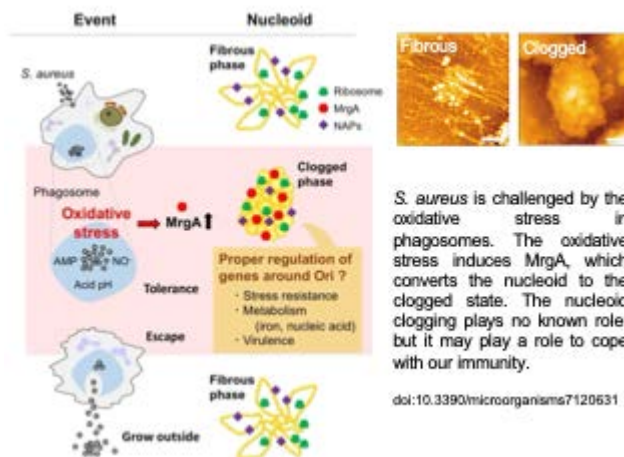 Event
Nucleoid
S. aureus
Fibrous
phase
Ribosome
MrgA
NAPs
Phagosome
Oxidative
stress
MrgA
Clogged
phase
AMP
NO
Acid pH
Tolerance
Escape
Proper regulation of
genes around Ori ?
・Stress resistance
・Metabolism
(iron, nucleic acid)
・Virulence
Fibrous
phase
Grow outside
Fibrous
Clogged
S. aureus is challenged by the
oxidative stress in
phagosomes. The oxidative
stress induces MrgA, which
converts the nucleoid to the
clogged state. The nucleoid
clogging plays no known role,
but it may play a role to cope
with our immunity.
doi:10.3390/microorganisms7120631